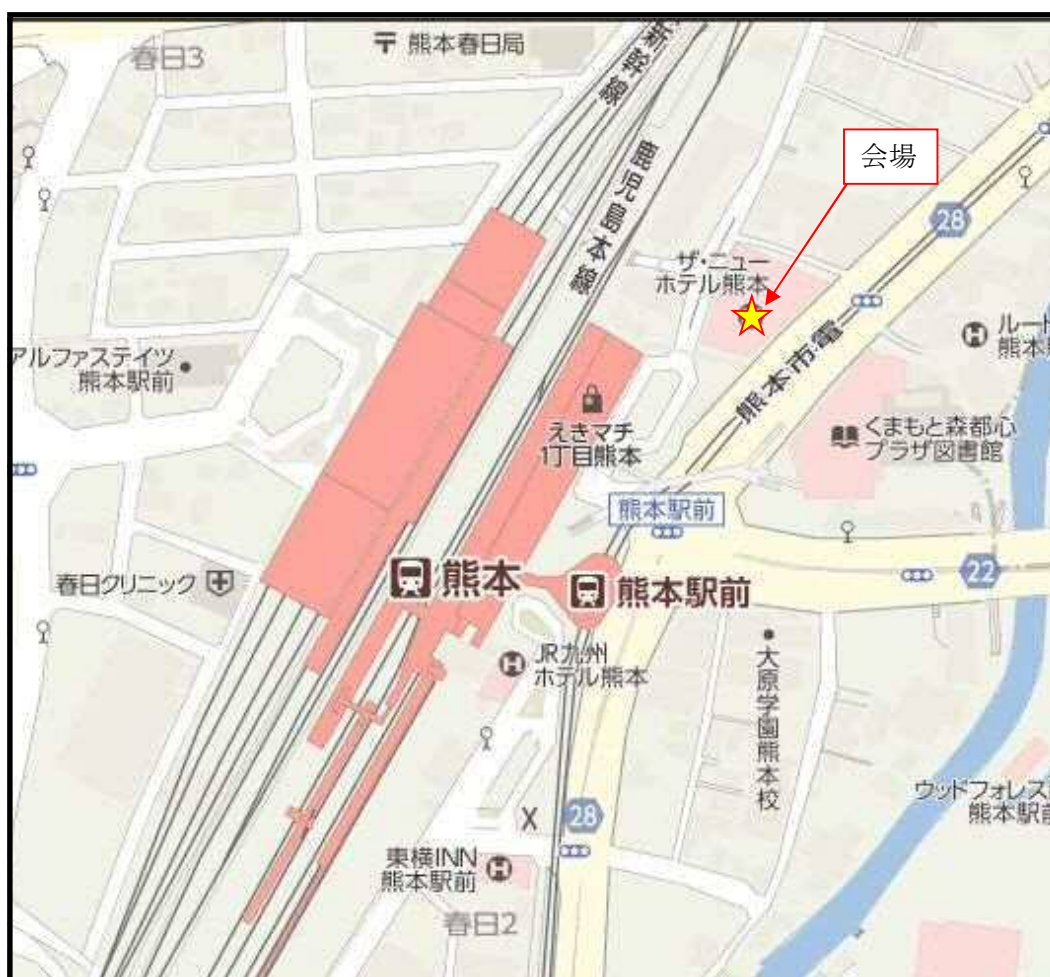 春日3
〒 熊本春日局
新幹線
鹿児島本線
会場
28
ザ・ニュー
ホテル熊本
熊本市電
ルート
アルファステイツ
熊本駅前
えきマチ
1丁目熊本
くまもと森都心
プラザ図書館
熊本駅前
熊本
熊本駅前
22
春日クリニック
JR九州
ホテル熊本
大原学園熊本校
ウッドフォレス
熊本駅前
X
28
東横INN
熊本駅前
春日2